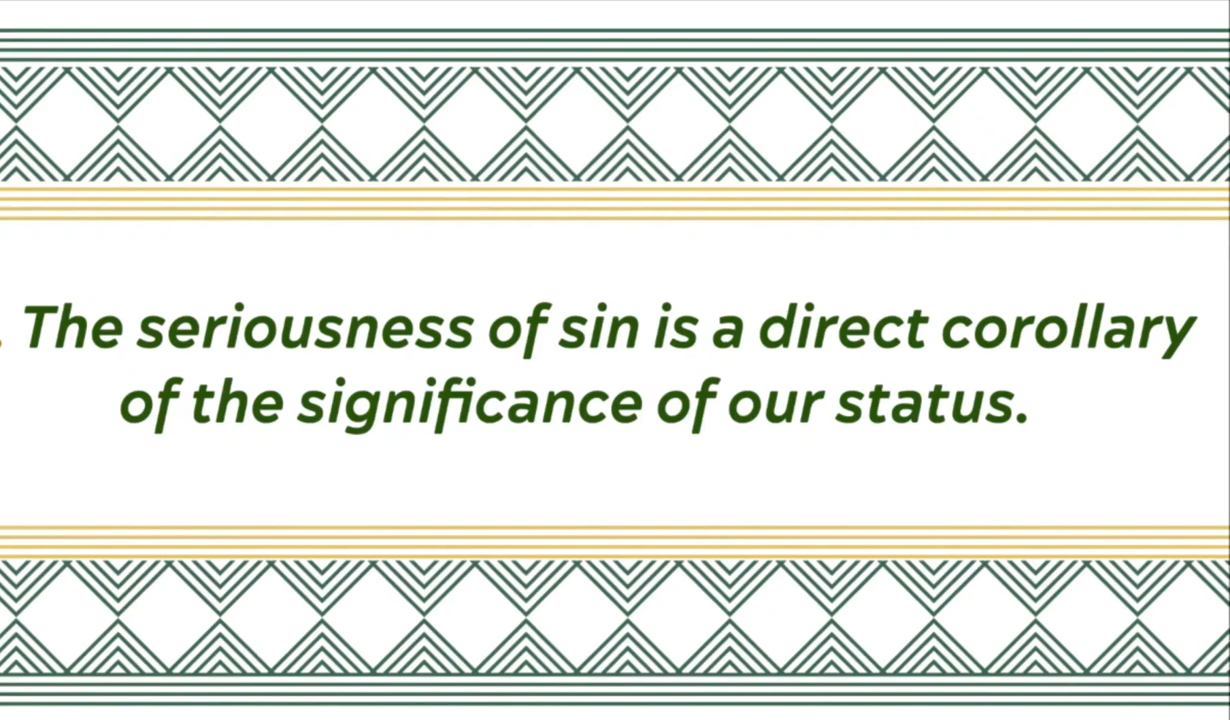 The seriousness of sin is a direct corollary
of the significance of our status.